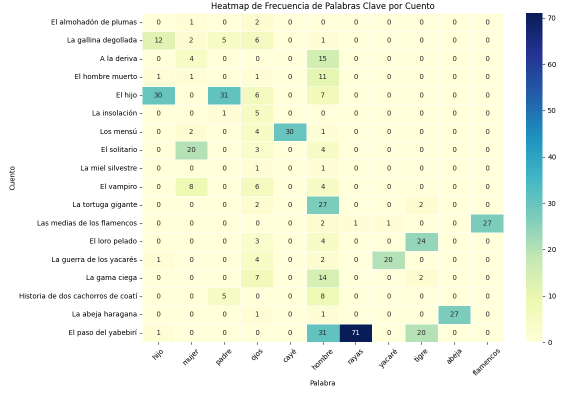 Heatmap de Frecuencia de Palabras Clave por Cuento
El almohadón de plumas 0 1 0 2 0 0 0 0 0 0 0
La gallina degollada 12 2 5 6 0 1 0 0 0 0 0
A la deriva 0 4 0 0 0 15 0 0 0 0 0
El hombre muerto 1 1 0 1 0 11 0 0 0 0 0
El hijo 30 0 31 6 0 7 0 0 0 0 0
La insolación 0 0 1 5 0 0 0 0 0 0 0
Los mensú 0 2 0 4 30 1 0 0 0 0 0
El solitario 0 20 0 3 0 4 0 0 0 0 0
La miel silvestre 0 0 0 1 0 1 0 0 0 0 0
El vampiro 0 8 0 6 0 4 0 0 0 0 0
La tortuga gigante 0 0 0 2 0 27 0 0 2 0 0
Las medias de los flamencos 0 0 0 0 0 2 1 1 0 0 27
El loro pelado 0 0 0 3 0 4 0 0 24 0 0
La guerra de los yacarés 1 0 0 4 0 2 0 20 0 0 0
La gama ciega 0 0 0 7 0 14 0 0 2 0 0
Historia de dos cachorros de coatí 0 0 5 0 0 8 0 0 0 0 0
La abeja haragana 0 0 0 1 0 1 0 0 0 27 0
El paso del yabebirí 1 0 0 0 0 31 71 0 20 0 0
hijo mujer padre ojos cayé hombre rayas yacaré tigre abeja flamencos
Palabra
Cuento
70
60
50
40
30
20
10
0